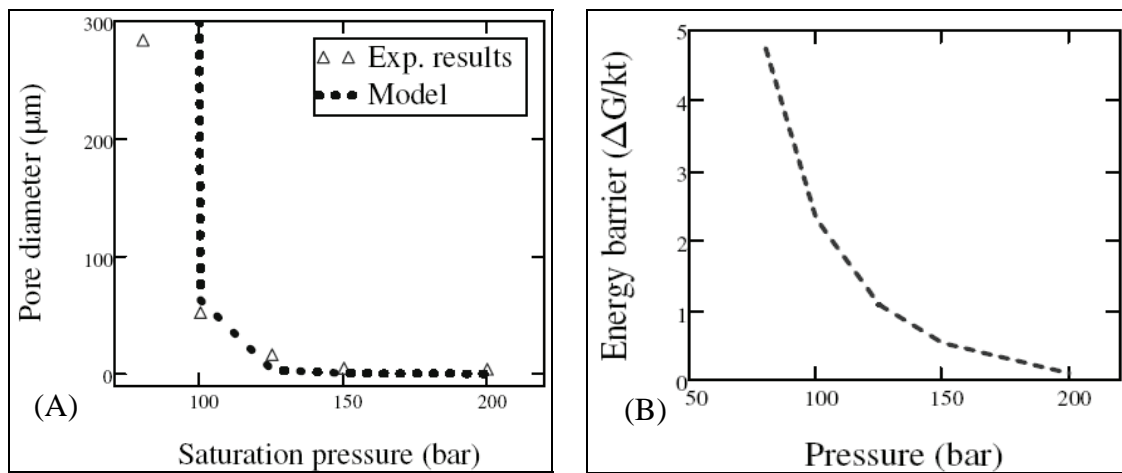 300
200
100
0
Pore diameter (μm)
△ △ Exp. results
Model
100
150
200
Saturation pressure (bar)
(A)
5
4
3
2
1
0
Energy barrier (ΔG/kt)
50
100
150
200
Pressure (bar)
(B)